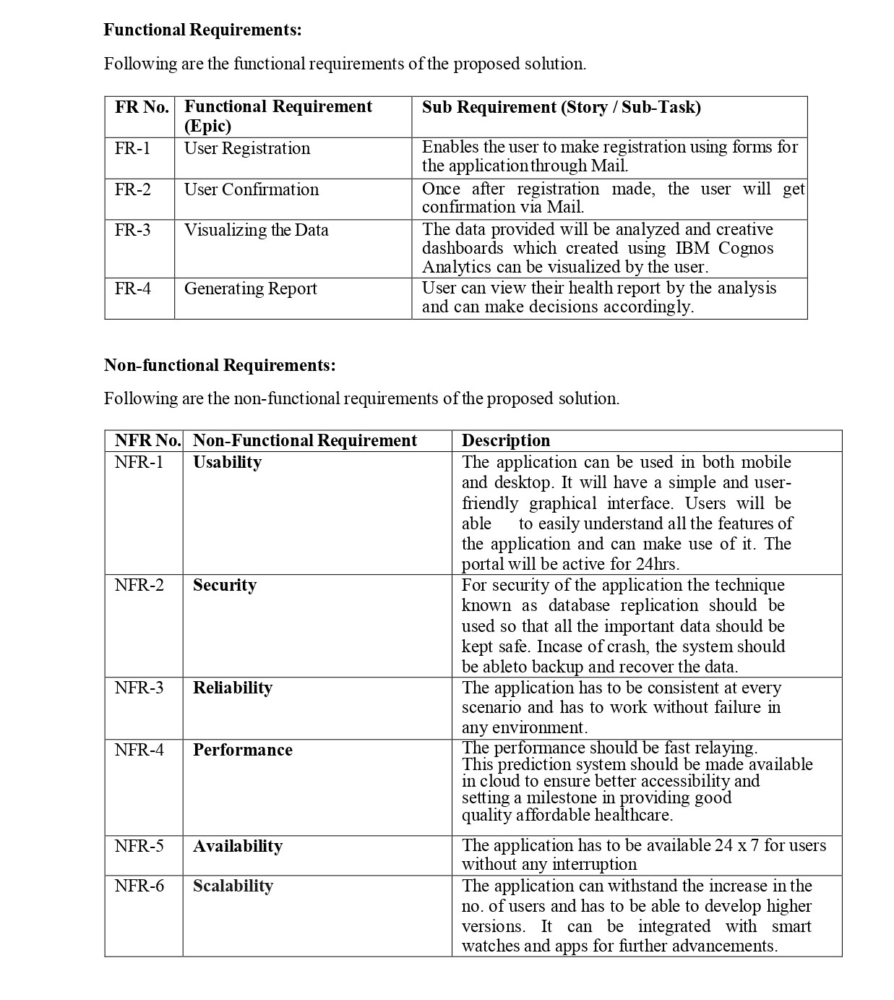 Functional Requirements:
Following are the functional requirements of the proposed solution.
FR No. Functional Requirement Sub Requirement (Story / Sub-Task)
(Epic)
FR-1 User Registration Enables the user to make registration using forms for
the application through Mail.
FR-2 User Confirmation Once after registration made, the user will get
confirmation via Mail.
FR-3 Visualizing the Data The data provided will be analyzed and creative
dashboards which created using IBM Cognos
Analytics can be visualized by the user.
FR-4 Generating Report User can view their health report by the analysis
and can make decisions accordingly.
Non-functional Requirements:
Following are the non-functional requirements of the proposed solution.
NFR No. Non-Functional Requirement Description
NFR-1 Usability The application can be used in both mobile
and desktop. It will have a simple and user-
friendly graphical interface. Users will be
able to easily understand all the features of
the application and can make use of it. The
portal will be active for 24hrs.
NFR-2 Security For security of the application the technique
known as database replication should be
used so that all the important data should be
kept safe. Incase of crash, the system should
be ableto backup and recover the data.
NFR-3 Reliability The application has to be consistent at every
scenario and has to work without failure in
any environment.
NFR-4 Performance The performance should be fast relaying.
This prediction system should be made available
in cloud to ensure better accessibility and
setting a milestone in providing good
quality affordable healthcare.
NFR-5 Availability The application has to be available 24 x 7 for users
without any interruption
NFR-6 Scalability The application can withstand the increase in the
no. of users and has to be able to develop higher
versions. It can be integrated with smart
watches and apps for further advancements.